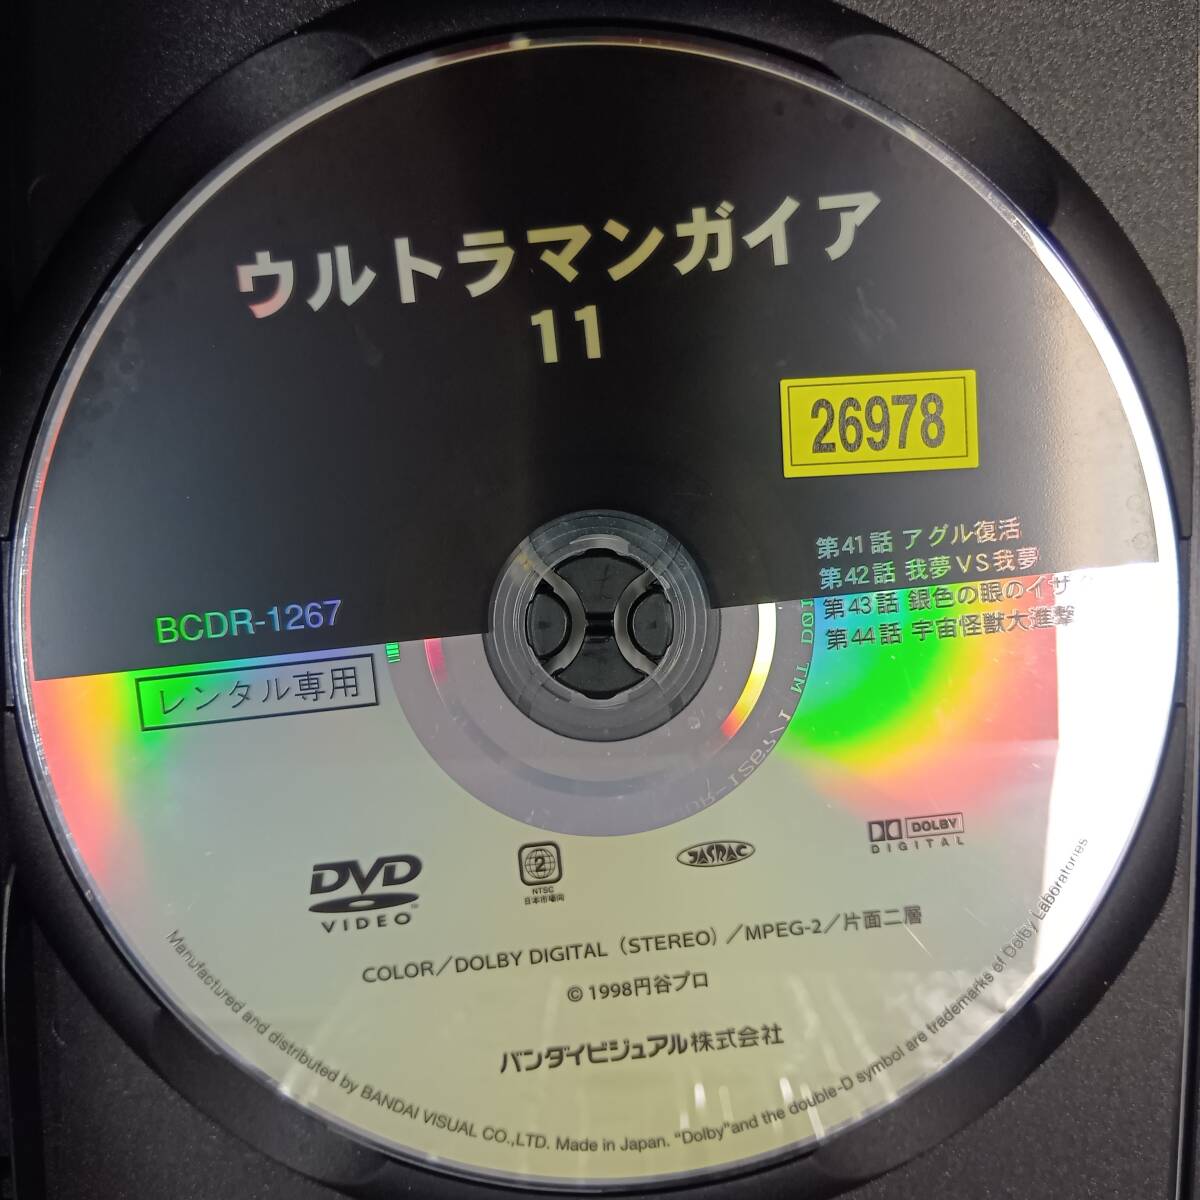 ウルトラマンガイア
11
26978
第41話 アグル復活
第42話 我夢VS我夢
第43話 銀色の眼のイザク
第44話 宇宙怪獣大進撃
BCDR-1267
レンタル専用
DVD
VIDEO
2
NTSC
日本市場向
JASRAC
DOLBY
DIGITAL
COLOR／DOLBY DIGITAL（STEREO）／MPEG-2／片面二層
© 1998円谷プロ
バンダイビジュアル株式会社
Manufactured and distributed by BANDAI VISUAL CO.,LTD. Made in Japan. "Dolby"and the double-D symbol are trademarks of Dolby Laboratories